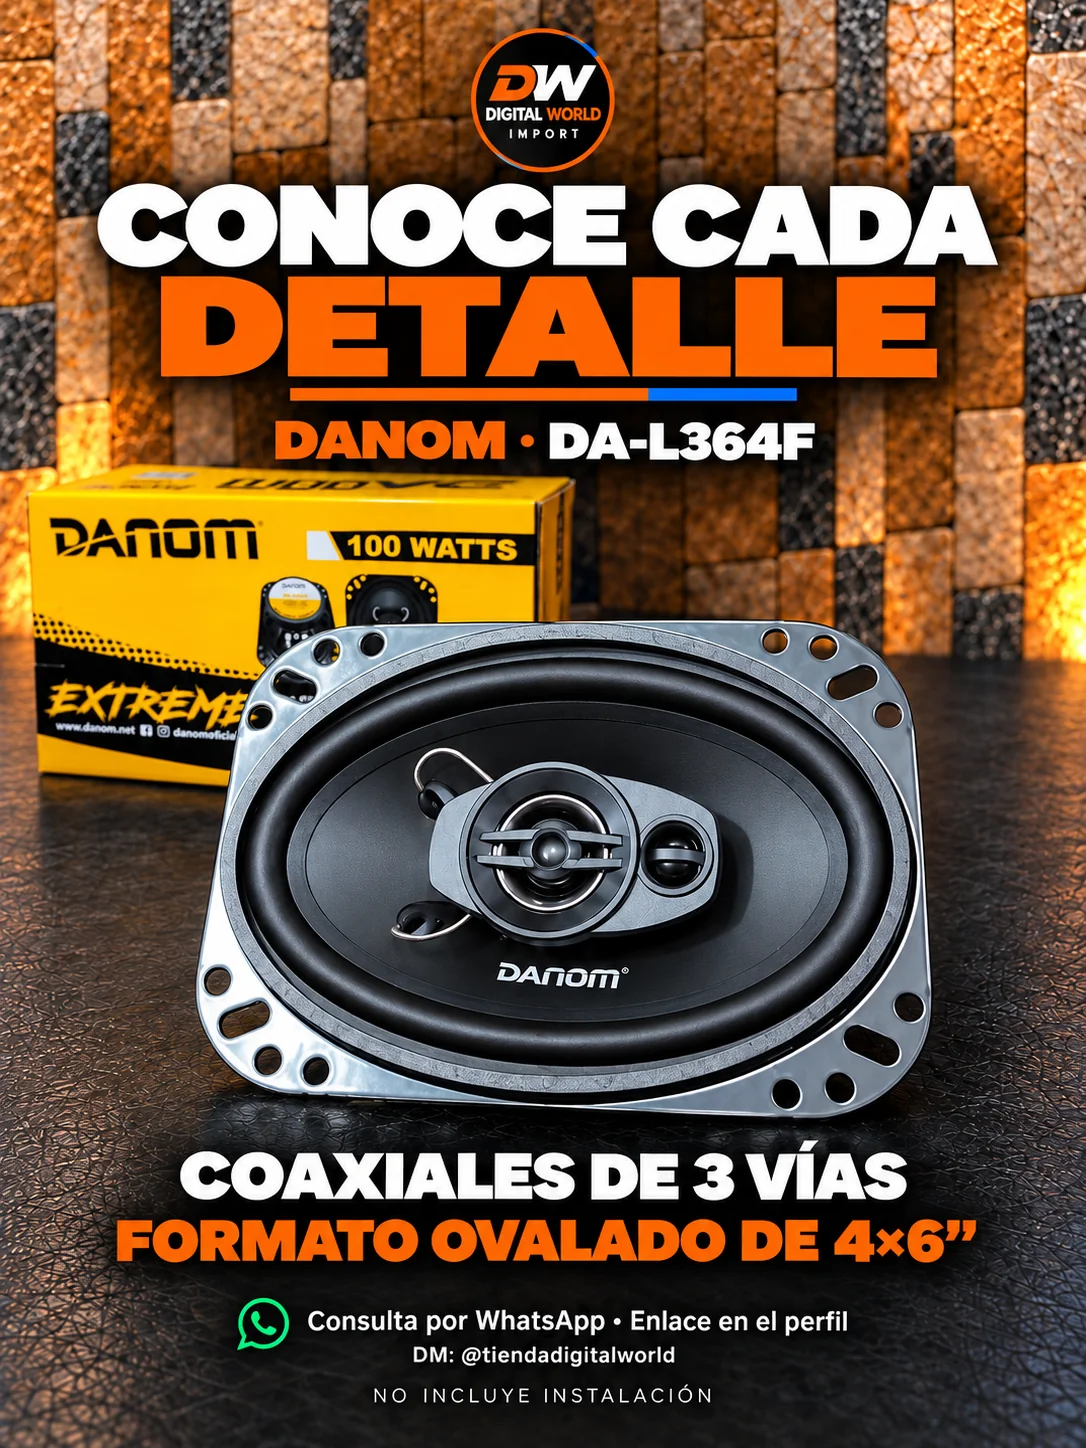 DW
DIGITAL WORLD
IMPORT
CONOCE CADA
DETALLE
DANOM • DA-L364F
DANOM
100 WATTS
DANOM
EXTREME
www.danom.net danomoficial
DANOM®
COAXIALES DE 3 VÍAS
FORMATO OVALADO DE 4×6”
Consulta por WhatsApp • Enlace en el perfil
DM: @tiendadigitalworld
NO INCLUYE INSTALACIÓN